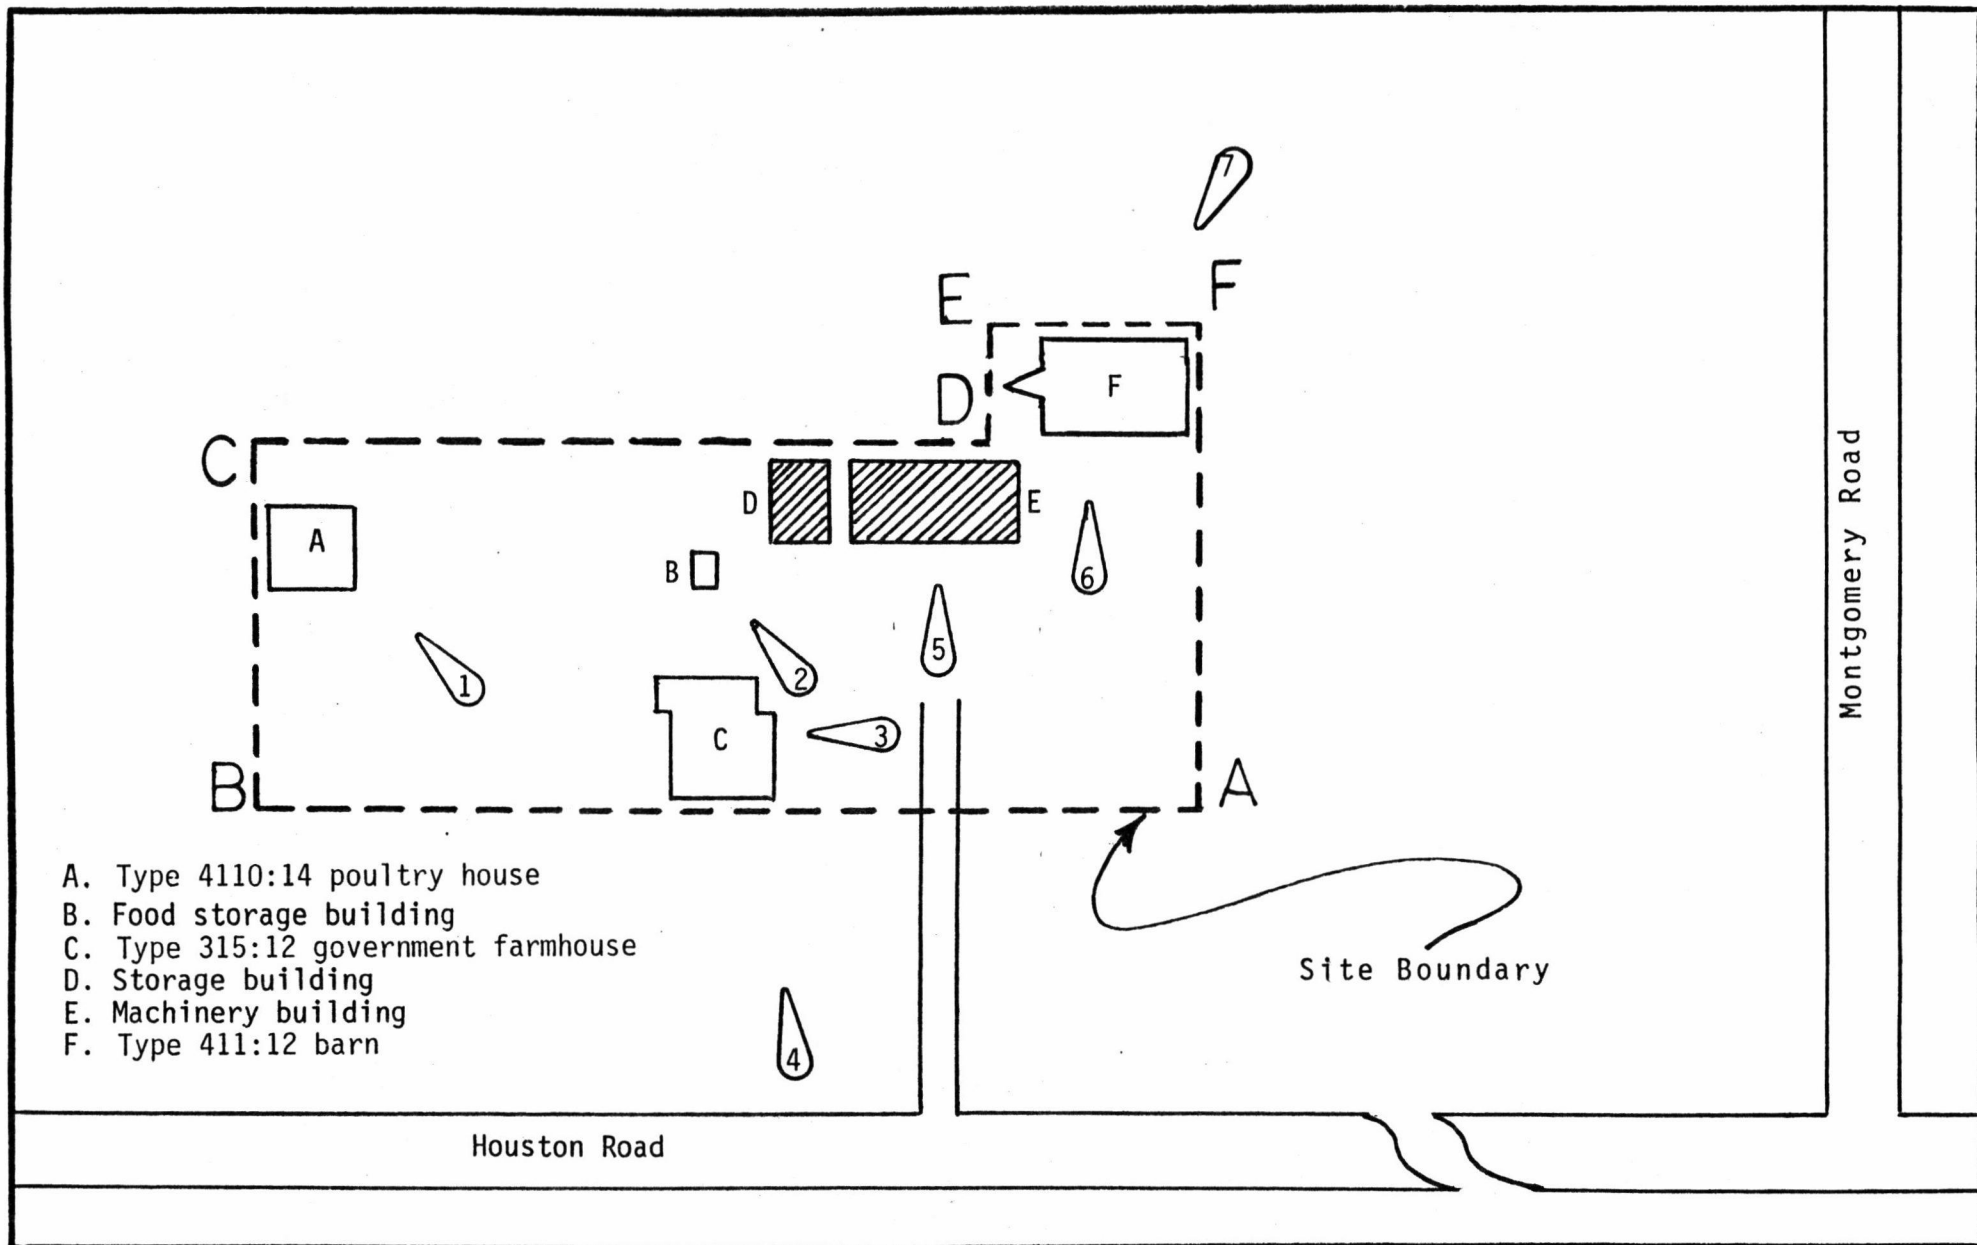 7
E
F
D
F
C
D
E
A
B
6
5
1
2
C
3
B
A
Montgomery Road
A. Type 4110:14 poultry house
B. Food storage building
C. Type 315:12 government farmhouse
D. Storage building
E. Machinery building
F. Type 411:12 barn
Site Boundary
4
Houston Road